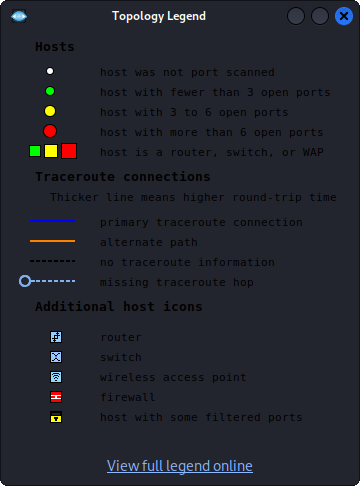 Topology Legend
Hosts
host was not port scanned
host with fewer than 3 open ports
host with 3 to 6 open ports
host with more than 6 open ports
host is a router, switch, or WAP
Traceroute connections
Thicker line means higher round-trip time
primary traceroute connection
alternate path
no traceroute information
missing traceroute hop
Additional host icons
router
switch
wireless access point
firewall
host with some filtered ports
View full legend online